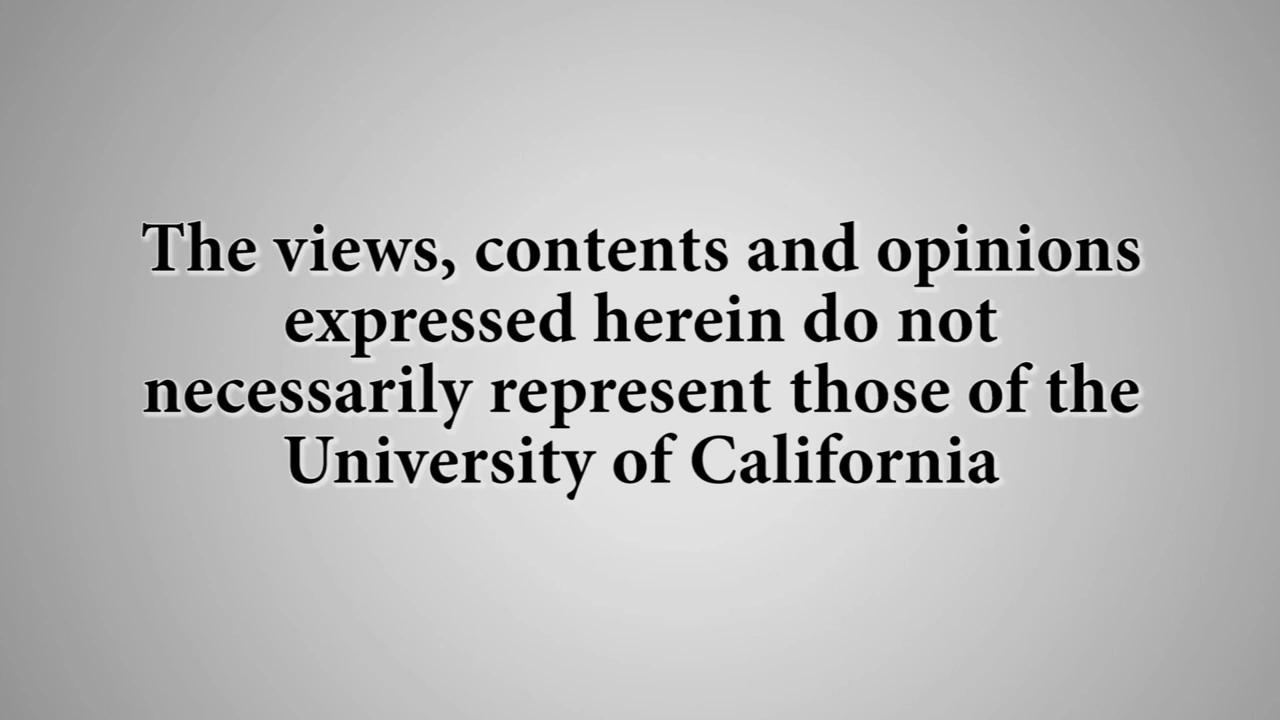 The views, contents and opinions
expressed herein do not
necessarily represent those of the
University of California